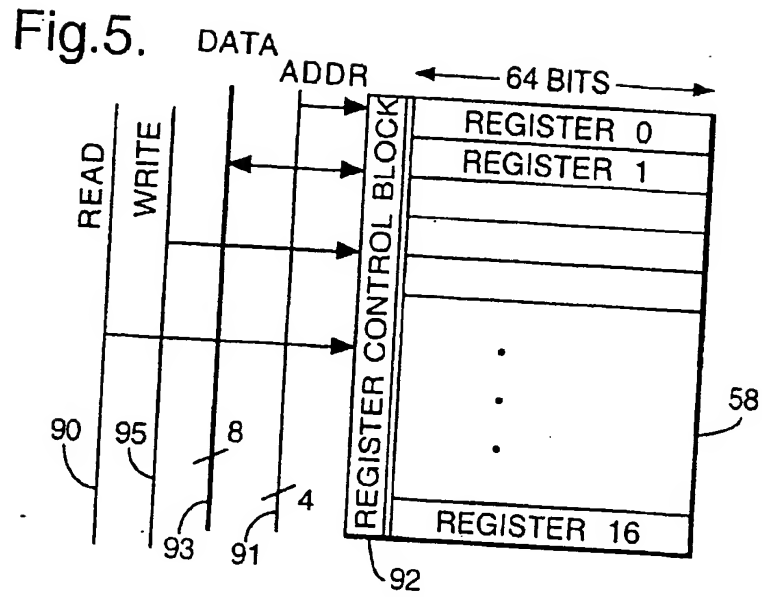 Fig.5.
DATA
ADDR
64 BITS
READ
WRITE
REGISTER CONTROL BLOCK
REGISTER 0
REGISTER 1
REGISTER 16
58
90
95
8
93
4
91
92